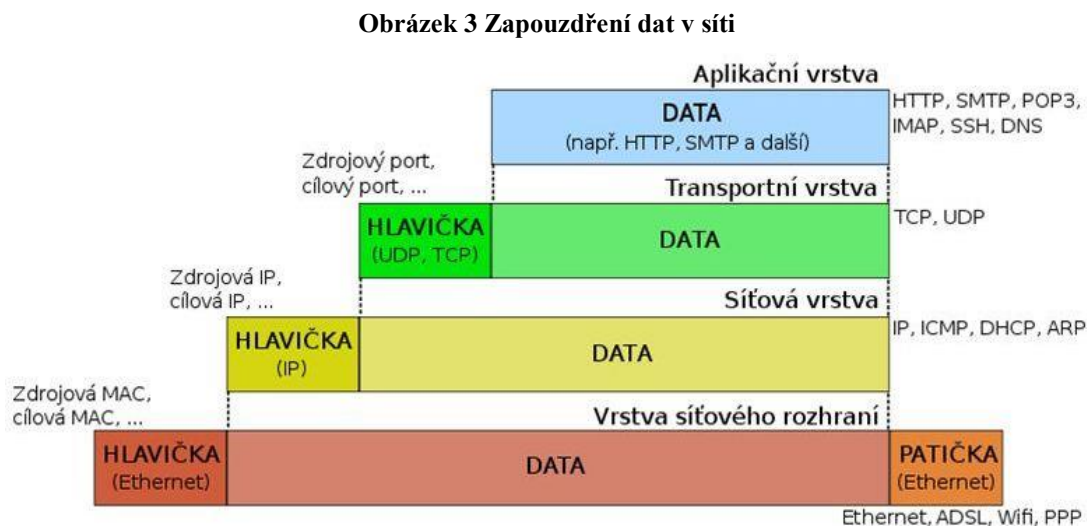 Obrázek 3 Zapouzdření dat v síti
Aplikační vrstva
DATA
(např. HTTP, SMTP a další)
HTTP, SMTP, POP3,
IMAP, SSH, DNS
Zdrojový port,
cílový port, ...
Transportní vrstva
HLAVIČKA
(UDP, TCP)
DATA
TCP, UDP
Zdrojová IP,
cílová IP, ...
Síťová vrstva
HLAVIČKA
(IP)
DATA
IP, ICMP, DHCP, ARP
Zdrojová MAC,
cílová MAC, ...
Vrstva síťového rozhraní
HLAVIČKA
(Ethernet)
DATA
PATIČKA
(Ethernet)
Ethernet, ADSL, Wifi, PPP